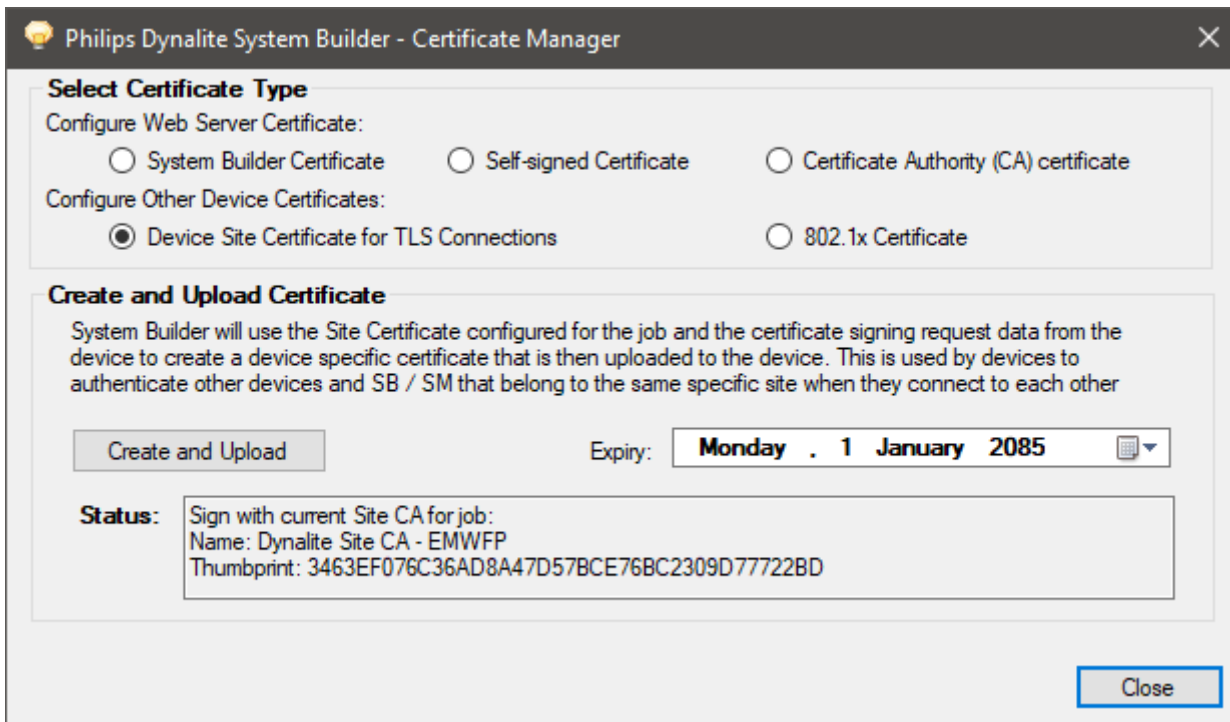 Philips Dynalite System Builder - Certificate Manager
Select Certificate Type
Configure Web Server Certificate:
System Builder Certificate Self-signed Certificate Certificate Authority (CA) certificate
Configure Other Device Certificates:
Device Site Certificate for TLS Connections 802.1x Certificate
Create and Upload Certificate
System Builder will use the Site Certificate configured for the job and the certificate signing request data from the
device to create a device specific certificate that is then uploaded to the device. This is used by devices to
authenticate other devices and SB / SM that belong to the same specific site when they connect to each other
Create and Upload Expiry: Monday , 1 January 2085
Status: Sign with current Site CA for job:
Name: Dynalite Site CA - EMWFP
Thumbprint: 3463EF076C36AD8A47D57BCE76BC2309D77722BD
Close